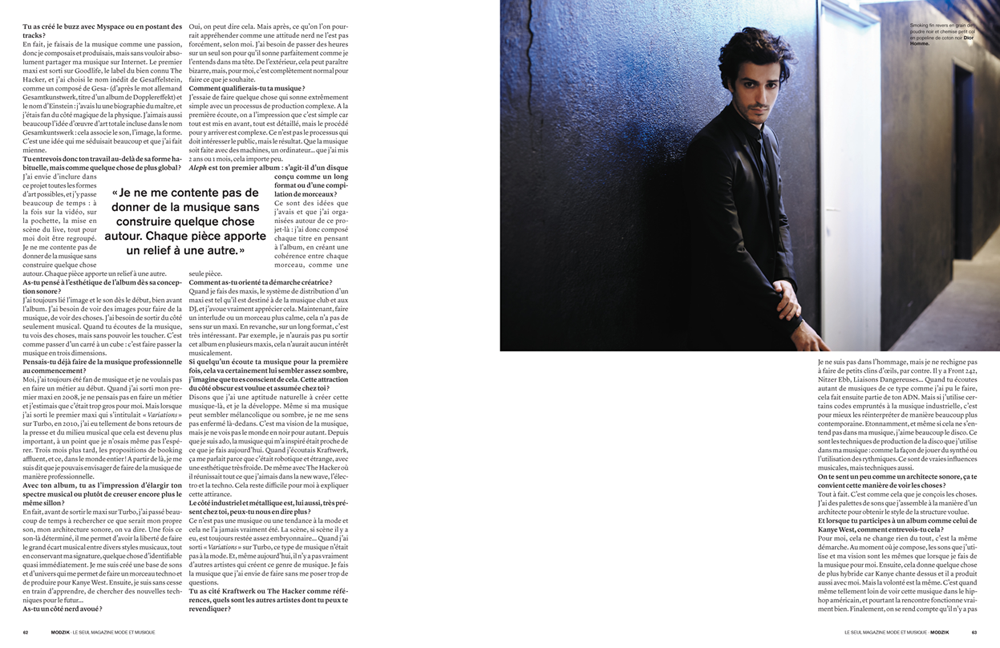 Tu as créé le buzz avec Myspace ou en postant des
tracks ?
En fait, je faisais de la musique comme une passion,
donc je composais et produisais, mais sans vouloir abso-
lument partager ma musique sur Internet. Le premier
maxi est sorti sur Goodlife, le label du bien connu The
Hacker, et j'ai choisi le nom inédit de Gesaffelstein,
comme un composé de Gesa- (d'après le mot allemand
Gesamtkunstwerk, titre d'un album de Dopplereffekt) et
le nom d'Einstein : j'avais lu une biographie du maître, et
j'étais fan du côté magique de la physique. J'aimais aussi
beaucoup l'idée d'œuvre d'art totale incluse dans le nom
Gesamkuntswerk : cela associe le son, l'image, la forme.
C'est une idée qui me séduisait beaucoup et que j'ai fait
mienne.
Tu entrevois donc ton travail au-delà de sa forme ha-
bituelle, mais comme quelque chose de plus global ?
J'ai envie d'inclure dans
ce projet toutes les formes
d'art possibles, et j'y passe
beaucoup de temps : à
la fois sur la vidéo, sur
la pochette, la mise en
scène du live, tout pour
moi doit être regroupé.
Je ne me contente pas de
donner de la musique sans
construire quelque chose
autour. Chaque pièce apporte un relief à une autre.
As-tu pensé à l'esthétique de l'album dès sa concep-
tion sonore ?
J'ai toujours lié l'image et le son dès le début, bien avant
l'album. J'ai besoin de voir des images pour faire de la
musique, de voir des choses. J'ai besoin de sortir du côté
seulement musical. Quand tu écoutes de la musique,
tu vois des choses, mais sans pouvoir les toucher. C'est
comme passer d'un carré à un cube : c'est faire passer la
musique en trois dimensions.
Pensais-tu déjà faire de la musique professionnelle
au commencement ?
Moi, j'ai toujours été fan de musique et je ne voulais pas
en faire un métier au début. Quand j'ai sorti mon pre-
mier maxi en 2008, je ne pensais pas en faire un métier
et j'estimais que c'était trop gros pour moi. Mais lorsque
j'ai sorti le premier maxi qui s'intitulait « Variations »
sur Turbo, en 2010, j'ai eu tellement de bons retours de
la presse et du milieu musical que cela est devenu plus
important, à un point que je n'osais même pas l'espé-
rer. Trois mois plus tard, les propositions de booking
affluent, et ce, dans le monde entier ! A partir de là, je me
suis dit que je pouvais envisager de faire de la musique de
manière professionnelle.
Avec ton album, tu as l'impression d'élargir ton
spectre musical ou plutôt de creuser encore plus le
même sillon ?
En fait, avant de sortir le maxi sur Turbo, j'ai passé beau-
coup de temps à rechercher ce que serait mon propre
son, mon architecture sonore, on va dire. Une fois ce
son-là déterminé, il me permet d'avoir la liberté de faire
le grand écart musical entre divers styles musicaux, tout
en conservant ma signature, quelque chose d'identifiable
quasi immédiatement. Je me suis créé une base de sons
et d'univers qui me permet de faire un morceau techno et
de produire pour Kanye West. Ensuite, je suis sans cesse
en train d'apprendre, de chercher des nouvelles tech-
niques pour le futur...
As-tu un côté nerd avoué ?
« Je ne me contente pas de
donner de la musique sans
construire quelque chose
autour. Chaque pièce apporte
un relief à une autre. »
Oui, on peut dire cela. Mais après, ce qu'on l'on pour-
rait appréhender comme une attitude nerd ne l'est pas
forcément, selon moi. J'ai besoin de passer des heures
sur un seul son pour qu'il sonne parfaitement comme je
l'entends dans ma tête. De l'extérieur, cela peut paraître
bizarre, mais, pour moi, c'est complètement normal pour
faire ce que je souhaite.
Comment qualifierais-tu ta musique ?
J'essaie de faire quelque chose qui sonne extrêmement
simple avec un processus de production complexe. A la
première écoute, on a l'impression que c'est simple car
tout est mis en avant, tout est détaillé, mais le procédé
pour y arriver est complexe. Ce n'est pas le processus qui
doit intéresser le public, mais le résultat. Que la musique
soit faite avec des machines, un ordinateur... que j'ai mis
2 ans ou 1 mois, cela importe peu.
Aleph est ton premier album : s'agit-il d'un disque
conçu comme un long
format ou d'une compi-
lation de morceaux ?
Ce sont des idées que
j'avais et que j'ai orga-
nisées autour de ce pro-
jet-là : j'ai donc composé
chaque titre en pensant
à l'album, en créant une
cohérence entre chaque
morceau, comme une
seule pièce.
Comment as-tu orienté ta démarche créatrice ?
Quand je fais des maxis, le système de distribution d'un
maxi est tel qu'il est destiné à de la musique club et aux
DJ, et j'avoue vraiment apprécier cela. Maintenant, faire
un interlude ou un morceau plus calme, cela n'a pas de
sens sur un maxi. En revanche, sur un long format, c'est
très intéressant. Par exemple, je n'aurais pas pu sortir
cet album en plusieurs maxis, cela n'aurait aucun intérêt
musicalement.
Si quelqu'un écoute ta musique pour la première
fois, cela va certainement lui sembler assez sombre,
j'imagine que tu es conscient de cela. Cette attraction
du côté obscur est voulue et assumée chez toi ?
Disons que j'ai une aptitude naturelle à créer cette
musique-là, et je la développe. Même si ma musique
peut sembler mélancolique ou sombre, je ne me sens
pas enfermé là-dedans. C'est ma vision de la musique,
mais je ne vois pas le monde en noir pour autant. Depuis
que je suis ado, la musique qui m'a inspiré était proche de
ce que je fais aujourd'hui. Quand j'écoutais Kraftwerk,
ça me parlait parce que c'était robotique et étrange, avec
une esthétique très froide. De même avec The Hacker où
il réunissait tout ce que j'aimais dans la new wave, l'élec-
tro et la techno. Cela reste difficile pour moi à expliquer
cette attirance.
Le côté industriel et métallique est, lui aussi, très pré-
sent chez toi, peux-tu nous en dire plus ?
Ce n'est pas une musique ou une tendance à la mode et
cela ne l'a jamais vraiment été. La scène, si scène il y a
eu, est toujours restée assez embryonnaire... Quand j'ai
sorti « Variations » sur Turbo, ce type de musique n'était
pas à la mode. Et, même aujourd'hui, il n'y a pas vraiment
d'autres artistes qui créent ce genre de musique. Je fais
la musique que j'ai envie de faire sans me poser trop de
questions.
Tu as cité Kraftwerk ou The Hacker comme réfé-
rences, quels sont les autres artistes dont tu peux te
revendiquer ?
Smoking fin revers en grain de
poudre noir et chemise petit col
en popeline de coton noir Dior
Homme.
Je ne suis pas dans l'hommage, mais je ne rechigne pas
à faire de petits clins d'œils, par contre. Il y a Front 242,
Nitzer Ebb, Liaisons Dangereuses... Quand tu écoutes
autant de musiques de ce type comme j'ai pu le faire,
cela fait ensuite partie de ton ADN. Mais si j'utilise cer-
tains codes empruntés à la musique industrielle, c'est
pour mieux les réinterpréter de manière beaucoup plus
contemporaine. Etonnamment, et même si cela ne s'en-
tend pas dans ma musique, j'aime beaucoup le disco. Ce
sont les techniques de production de la disco que j'utilise
dans ma musique : comme la façon de jouer du synthé ou
l'utilisation des rythmiques. Ce sont de vraies influences
musicales, mais techniques aussi.
On te sent un peu comme un architecte sonore, ça te
convient cette manière de voir les choses ?
Tout à fait. C'est comme cela que je conçois les choses.
J'ai des palettes de sons que j'assemble à la manière d'un
architecte pour obtenir le style de la structure voulue.
Et lorsque tu participes à un album comme celui de
Kanye West, comment entrevois-tu cela ?
Pour moi, cela ne change rien du tout, c'est la même
démarche. Au moment où je compose, les sons que j'uti-
lise et ma vision sont les mêmes que lorsque je fais de
la musique pour moi. Ensuite, cela donne quelque chose
de plus hybride car Kanye chante dessus et il a produit
aussi avec moi. Mais la volonté est la même. C'est quand
même tellement loin de voir cette musique dans le hip-
hop américain, et pourtant la rencontre fonctionne vrai-
ment bien. Finalement, on se rend compte qu'il n'y a pas
62 MODZIK - LE SEUL MAGAZINE MODE ET MUSIQUE
LE SEUL MAGAZINE MODE ET MUSIQUE - MODZIK 63